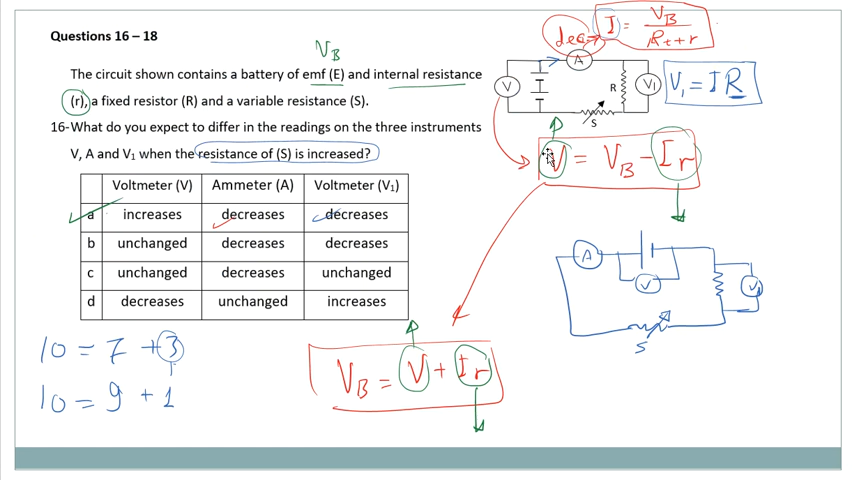 Questions 16 – 18
V_B
The circuit shown contains a battery of emf (E) and internal resistance
(r), a fixed resistor (R) and a variable resistance (S).
16-What do you expect to differ in the readings on the three instruments
V, A and V₁ when the resistance of (S) is increased?
Voltmeter (V) Ammeter (A) Voltmeter (V₁)
a increases decreases decreases
b unchanged decreases decreases
c unchanged decreases unchanged
d decreases unchanged increases
dec I = V_B / R_t + r
V A R V₁ S
V₁ = I R
V = V_B − I r
A V V₁ S
10 = 7 + 3
10 = 9 + 1
V_B = V + I r